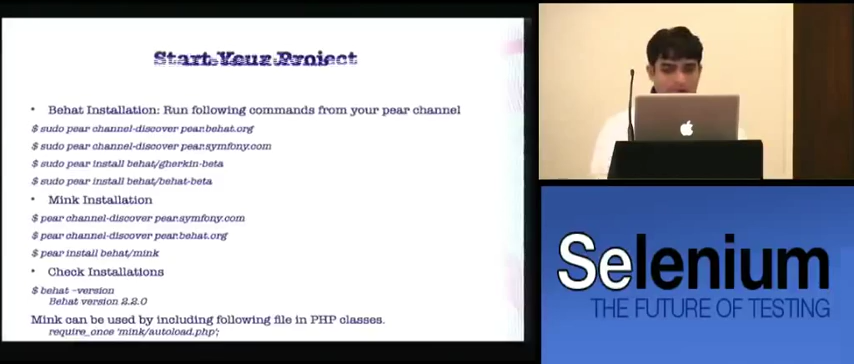 Start Your Project
• Behat Installation: Run following commands from your pear channel
$ sudo pear channel-discover pear.behat.org
$ sudo pear channel-discover pear.symfony.com
$ sudo pear install behat/gherkin-beta
$ sudo pear install behat/behat-beta
• Mink Installation
$ pear channel-discover pear.symfony.com
$ pear channel-discover pear.behat.org
$ pear install behat/mink
• Check Installations
$ behat –version
Behat version 2.2.0
Mink can be used by including following file in PHP classes.
require_once 'mink/autoload.php';
Selenium
THE FUTURE OF TESTING